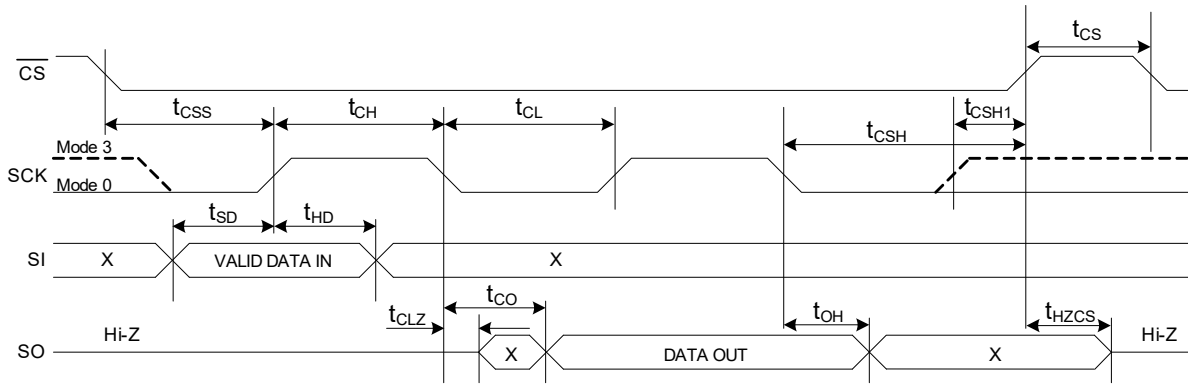 tCS
CS
tCSS
tCH
tCL
tCSH1
tCSH
Mode 3
SCK
Mode 0
tSD
tHD
SI
X
VALID DATA IN
X
tCO
tCLZ
tOH
tHZCS
SO
Hi-Z
X
DATA OUT
X
Hi-Z